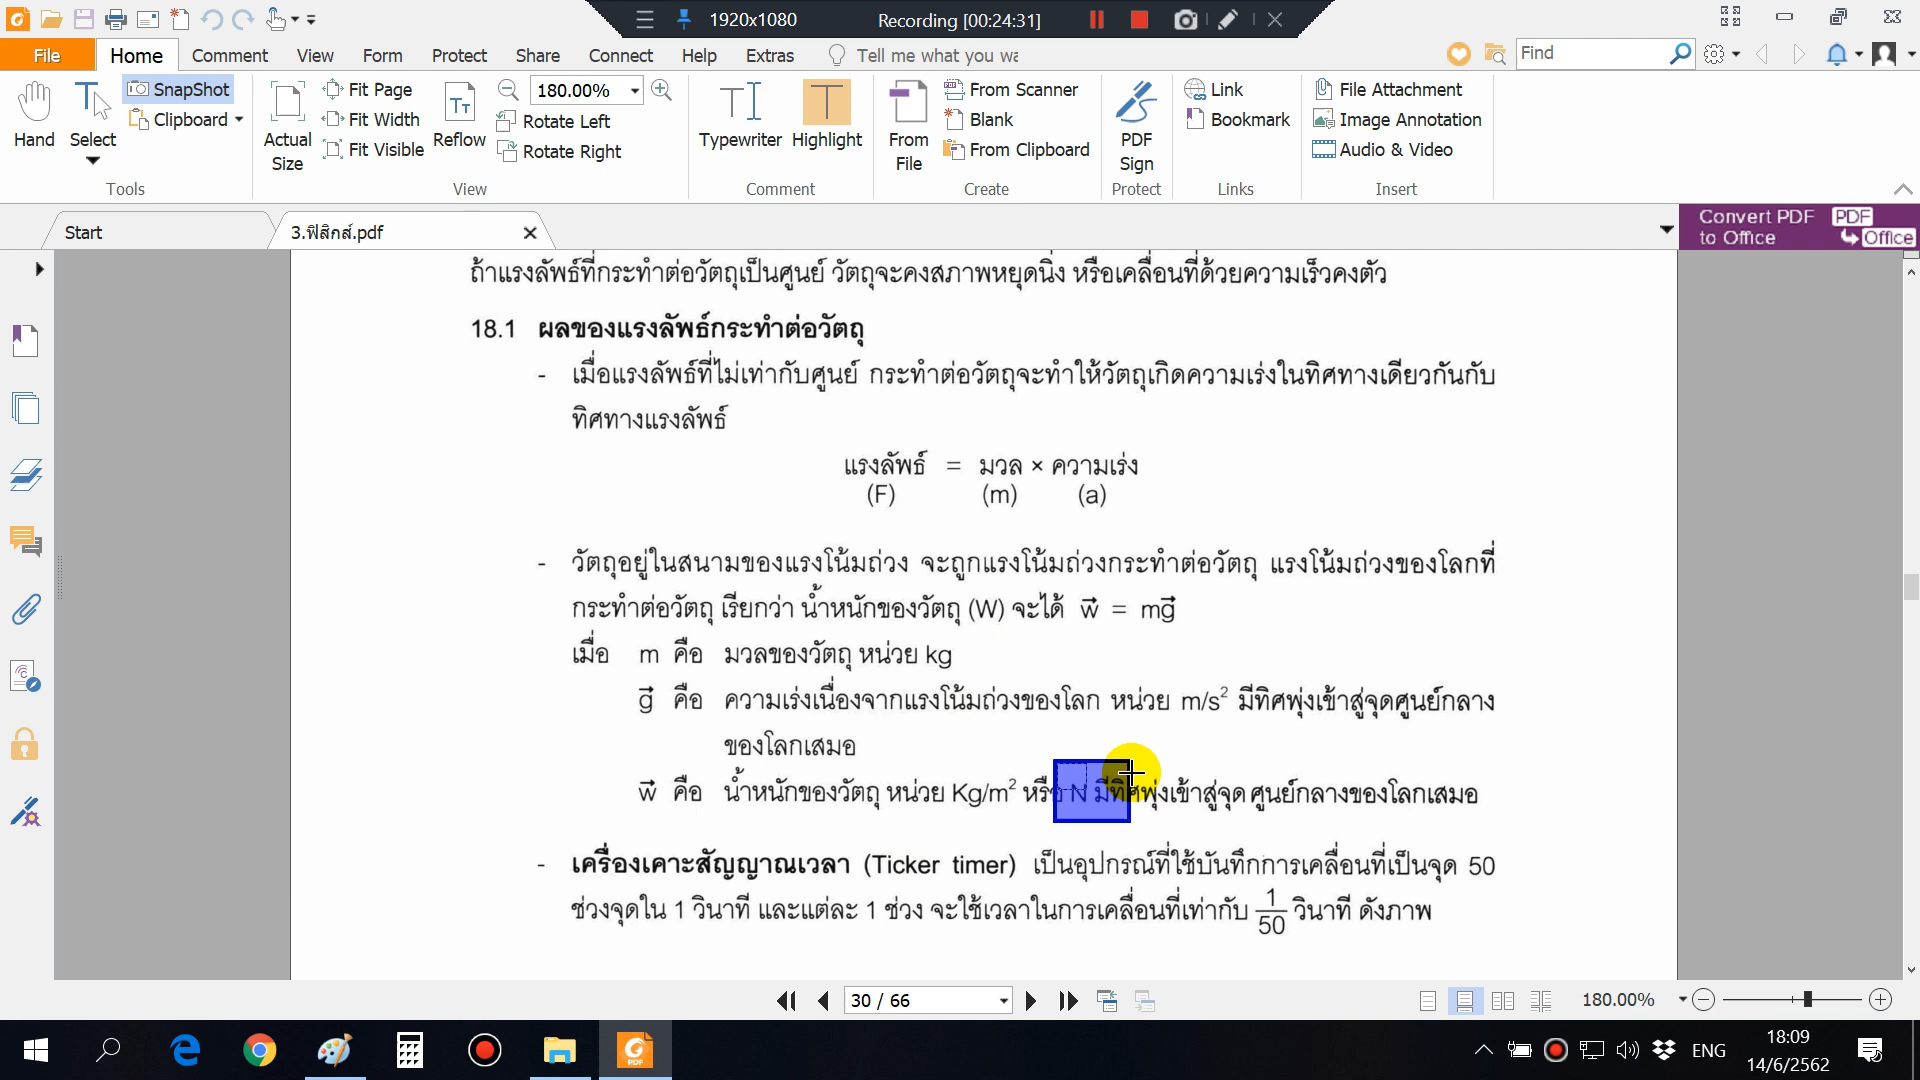 1920x1080
Recording [00:24:31]
File
Home
Comment
View
Form
Protect
Share
Connect
Help
Extras
Tell me what you wa
Find
Hand
Select
SnapShot
Clipboard
Tools
Actual Size
Fit Page
Fit Width
Fit Visible
Reflow
180.00%
Rotate Left
Rotate Right
View
Typewriter
Highlight
Comment
From File
From Scanner
Blank
From Clipboard
Create
PDF Sign
Protect
Link
Bookmark
Links
File Attachment
Image Annotation
Audio & Video
Insert
Start
3.ฟิสิกส์.pdf
Convert PDF to Office
PDF
Office
ถ้าแรงลัพธ์ที่กระทำต่อวัตถุเป็นศูนย์ วัตถุจะคงสภาพหยุดนิ่ง หรือเคลื่อนที่ด้วยความเร็วคงตัว
18.1 ผลของแรงลัพธ์กระทำต่อวัตถุ
- เมื่อแรงลัพธ์ที่ไม่เท่ากับศูนย์ กระทำต่อวัตถุจะทำให้วัตถุเกิดความเร่งในทิศทางเดียวกันกับ
ทิศทางแรงลัพธ์
แรงลัพธ์ = มวล × ความเร่ง
(F) (m) (a)
- วัตถุอยู่ในสนามของแรงโน้มถ่วง จะถูกแรงโน้มถ่วงกระทำต่อวัตถุ แรงโน้มถ่วงของโลกที่
กระทำต่อวัตถุ เรียกว่า น้ำหนักของวัตถุ (W) จะได้ w⃗ = mg⃗
เมื่อ m คือ มวลของวัตถุ หน่วย kg
g⃗ คือ ความเร่งเนื่องจากแรงโน้มถ่วงของโลก หน่วย m/s² มีทิศพุ่งเข้าสู่จุดศูนย์กลาง
ของโลกเสมอ
w⃗ คือ น้ำหนักของวัตถุ หน่วย Kg/m² หรือ N มีทิศพุ่งเข้าสู่จุด ศูนย์กลางของโลกเสมอ
- เครื่องเคาะสัญญาณเวลา (Ticker timer) เป็นอุปกรณ์ที่ใช้บันทึกการเคลื่อนที่เป็นจุด 50
ช่วงจุดใน 1 วินาที และแต่ละ 1 ช่วง จะใช้เวลาในการเคลื่อนที่เท่ากับ 1/50 วินาที ดังภาพ
30 / 66
180.00%
ENG
18:09
14/6/2562